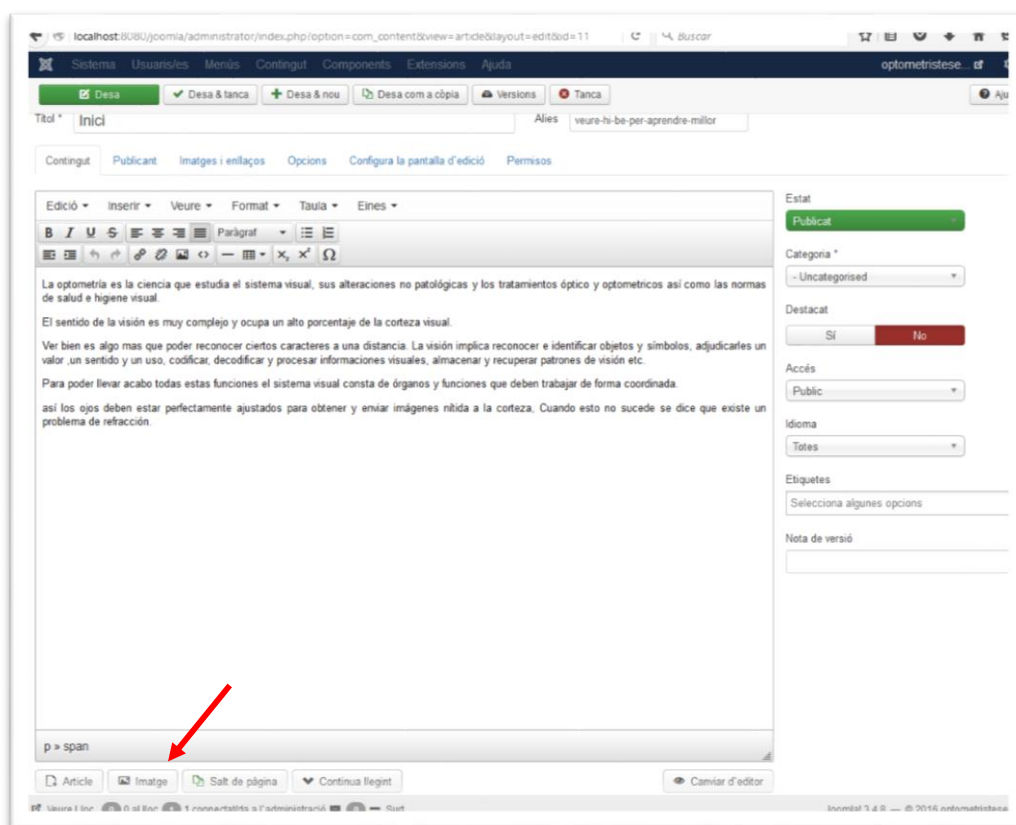 localhost:8080/joomla/administrator/index.php?option=com_content&view=article&layout=edit&id=11 Buscar
Sistema Usuaris/es Menús Contingut Components Extensions Ajuda optometristese...
Desa Desa & tanca Desa & nou Desa com a còpia Versions Tanca Aju
Títol * Inici Àlies veure-hi-be-per-aprendre-millor
Contingut Publicant Imatges i enllaços Opcions Configura la pantalla d'edició Permisos
Edició Inserir Veure Format Taula Eines
B I U S Paràgraf
x, x² Ω
La optometría es la ciencia que estudia el sistema visual, sus alteraciones no patológicas y los tratamientos óptico y optometricos así como las normas
de salud e higiene visual.
El sentido de la visión es muy complejo y ocupa un alto porcentaje de la corteza visual.
Ver bien es algo mas que poder reconocer ciertos caracteres a una distancia. La visión implica reconocer e identificar objetos y símbolos, adjudicarles un
valor ,un sentido y un uso, codificar, decodificar y procesar informaciones visuales, almacenar y recuperar patrones de visión etc.
Para poder llevar acabo todas estas funciones el sistema visual consta de órganos y funciones que deben trabajar de forma coordinada.
así los ojos deben estar perfectamente ajustados para obtener y enviar imágenes nítida a la corteza, Cuando esto no sucede se dice que existe un
problema de refracción.
p » span
Article Imatge Salt de pàgina Continua llegint Canviar d'editor
Estat
Publicat
Categoria *
- Uncategorised
Destacat
Sí No
Accés
Public
Idioma
Totes
Etiquetes
Selecciona algunes opcions
Nota de versió
Veure Lloc 0 al lloc 1 connectat/da a l'administració 0 Surt Joomla! 3.4.8 — © 2016 optometristese